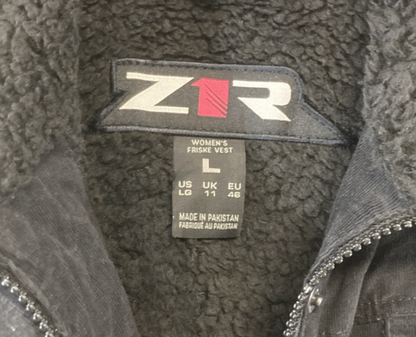 Z1R
WOMEN'S
FRISKE VEST
L
US UK EU
LG 11 46
MADE IN PAKISTAN
FABRIQUÉ AU PAKISTAN